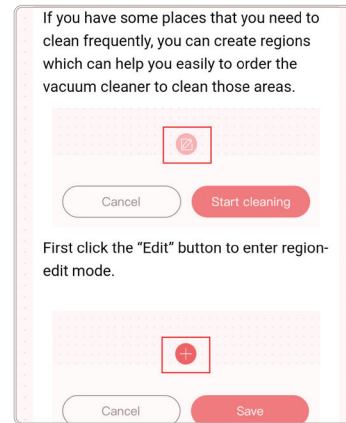 If you have some places that you need to
clean frequently, you can create regions
which can help you easily to order the
vacuum cleaner to clean those areas.
Cancel Start cleaning
First click the “Edit” button to enter region-
edit mode.
Cancel Save